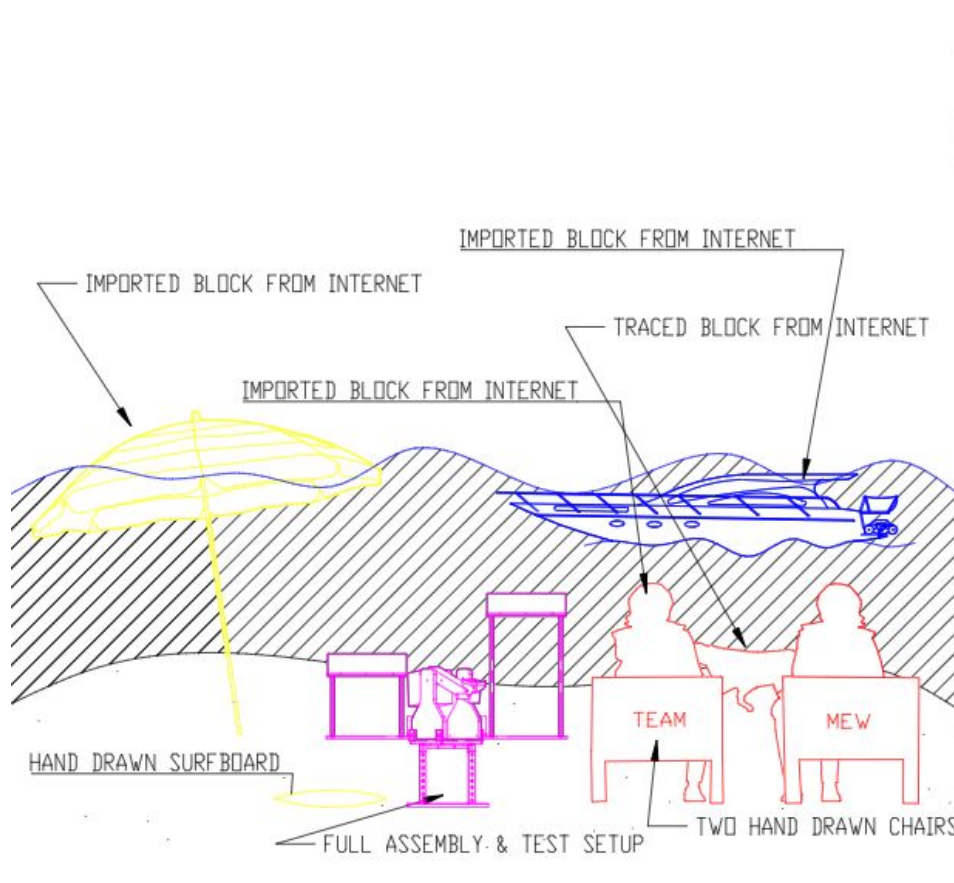 IMPORTED BLOCK FROM INTERNET
IMPORTED BLOCK FROM INTERNET
TRACED BLOCK FROM INTERNET
IMPORTED BLOCK FROM INTERNET
TEAM
MEW
HAND DRAWN SURFBOARD
TWO HAND DRAWN CHAIRS
FULL ASSEMBLY & TEST SETUP